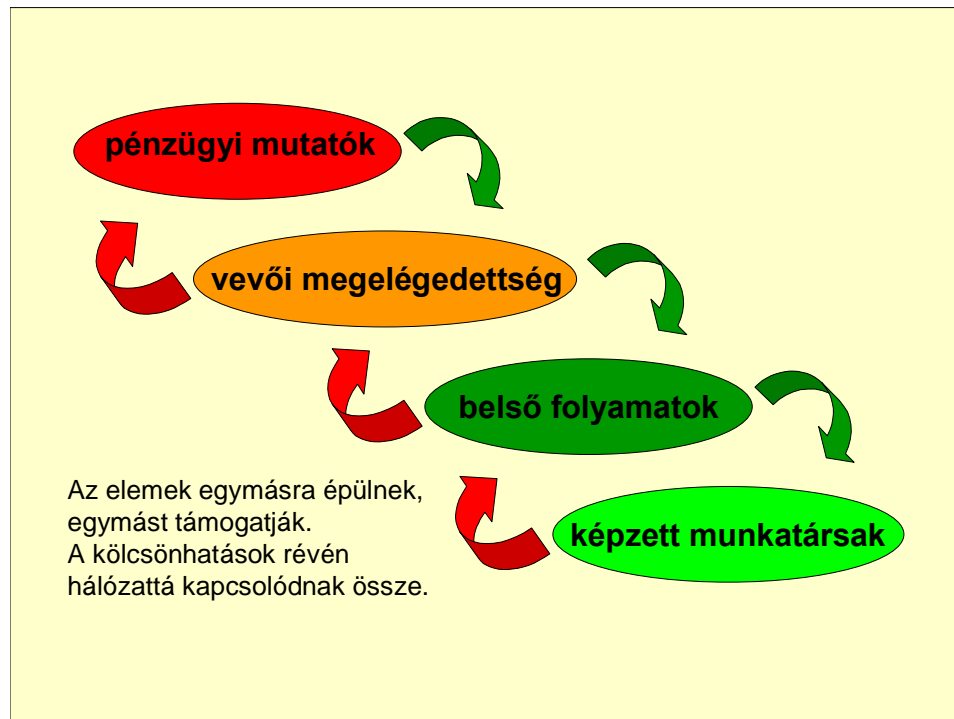 pénzügyi mutatók
vevői megelégedettség
belső folyamatok
képzett munkatársak
Az elemek egymásra épülnek,
egymást támogatják.
A kölcsönhatások révén
hálózattá kapcsolódnak össze.